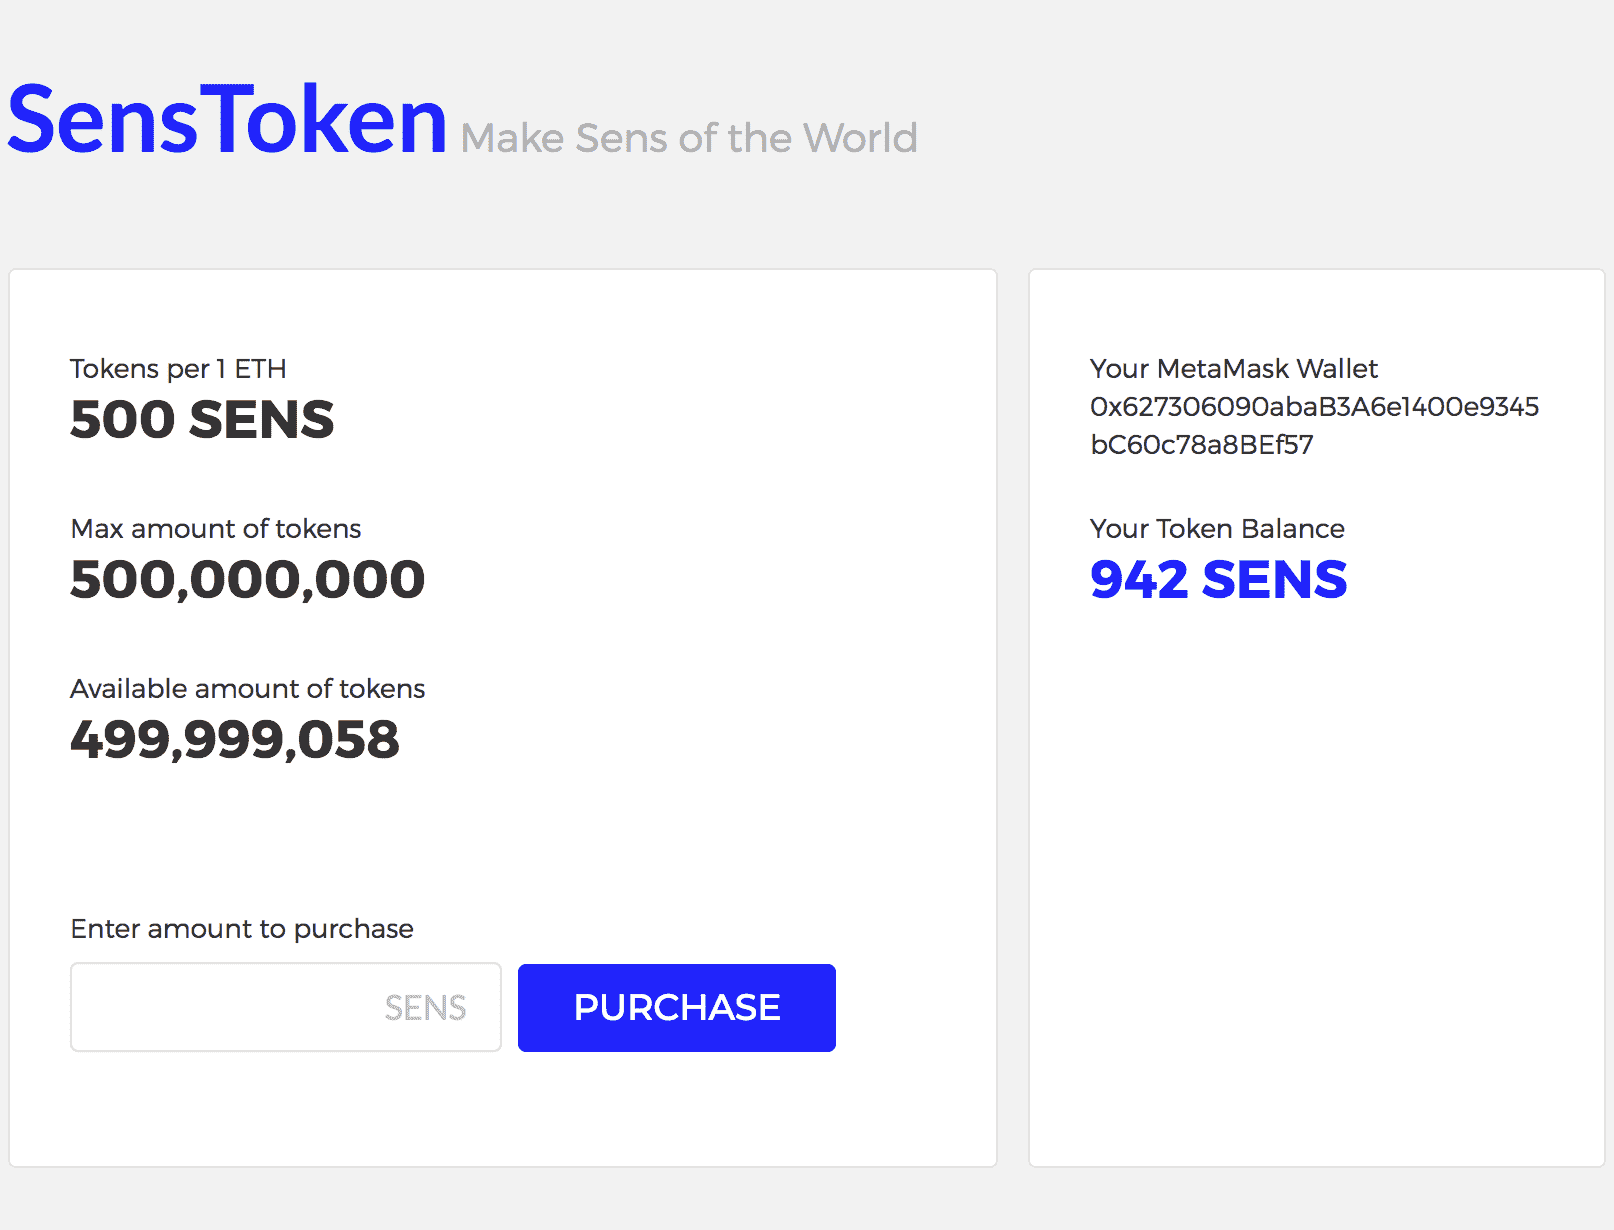 SensToken Make Sens of the World
Tokens per 1 ETH
500 SENS
Max amount of tokens
500,000,000
Available amount of tokens
499,999,058
Enter amount to purchase
SENS
PURCHASE
Your MetaMask Wallet
0x627306090abaB3A6e1400e9345
bC60c78a8BEf57
Your Token Balance
942 SENS